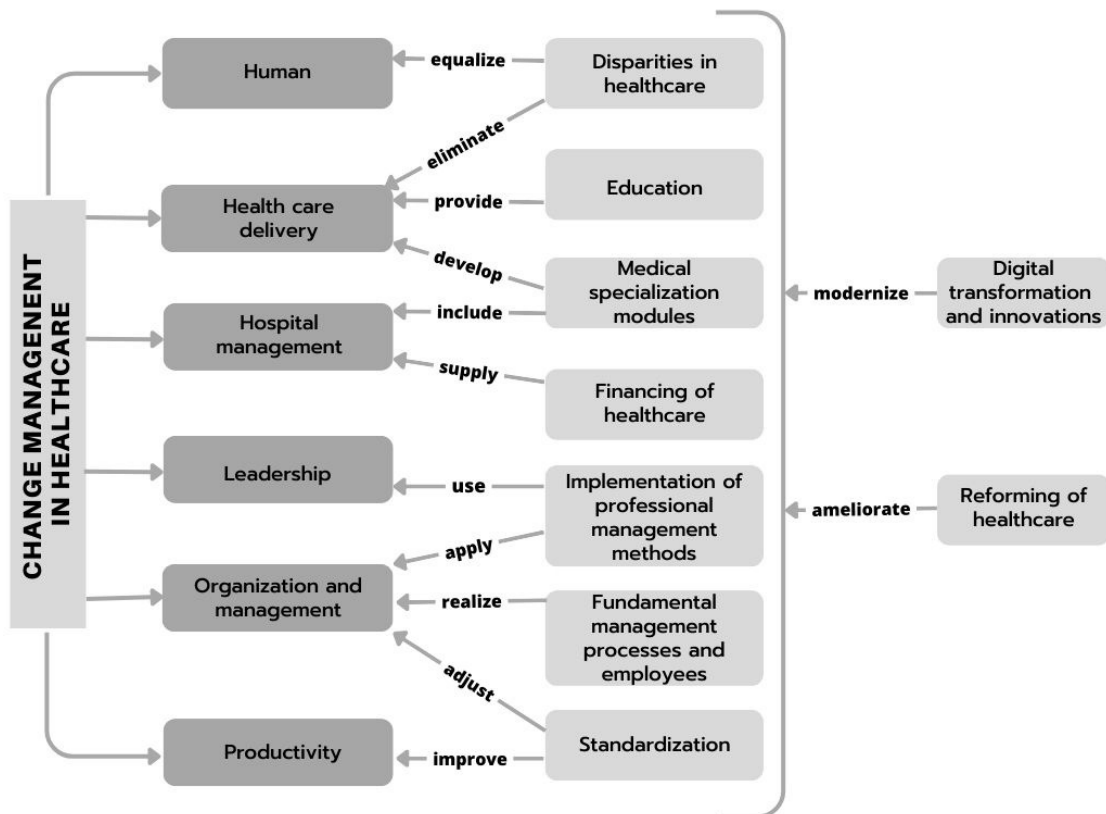 CHANGE MANAGENENT
IN HEALTHCARE
Human
equalize
Disparities in
healthcare
eliminate
Health care
delivery
provide
Education
develop
Medical
specialization
modules
include
Hospital
management
supply
Financing of
healthcare
Leadership
use
Implementation of
professional
management
methods
apply
Organization and
management
realize
Fundamental
management
processes and
employees
adjust
Standardization
Productivity
improve
modernize
Digital
transformation
and innovations
ameliorate
Reforming of
healthcare